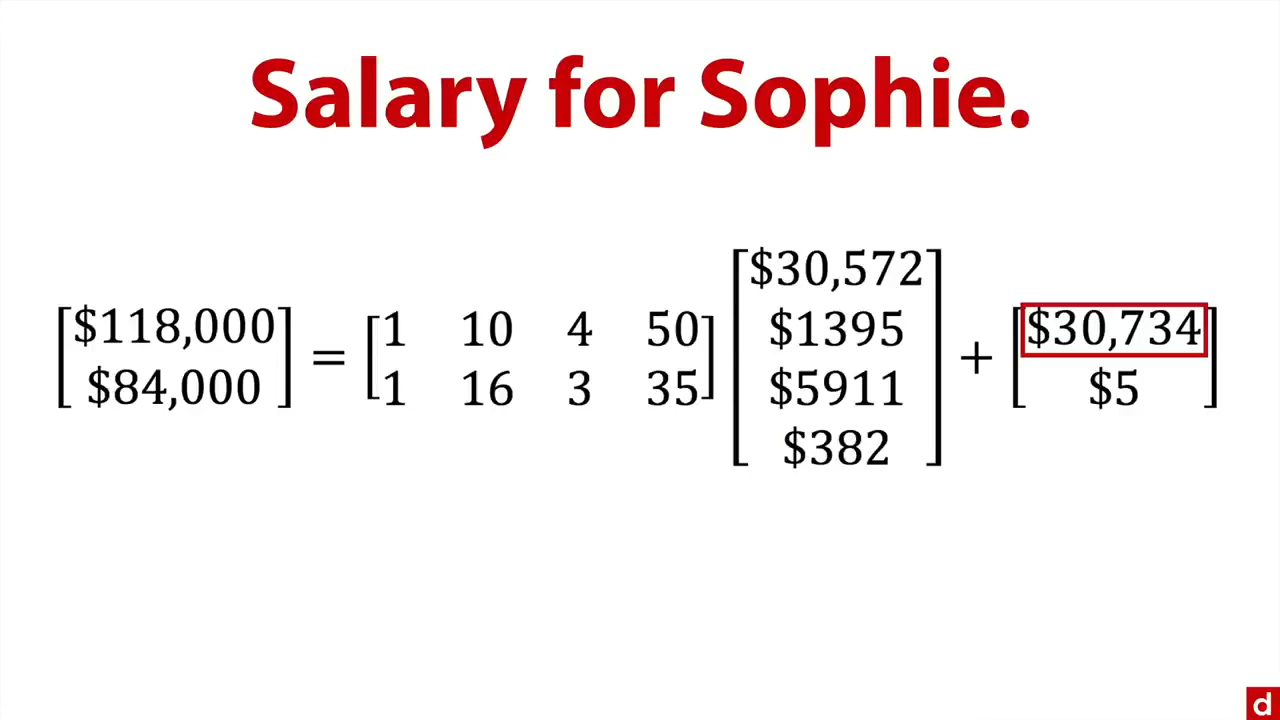 Salary for Sophie.
$30,572
$118,000 = 1 10 4 50 $1395 + $30,734
$84,000 1 16 3 35 $5911 $5
$382
d